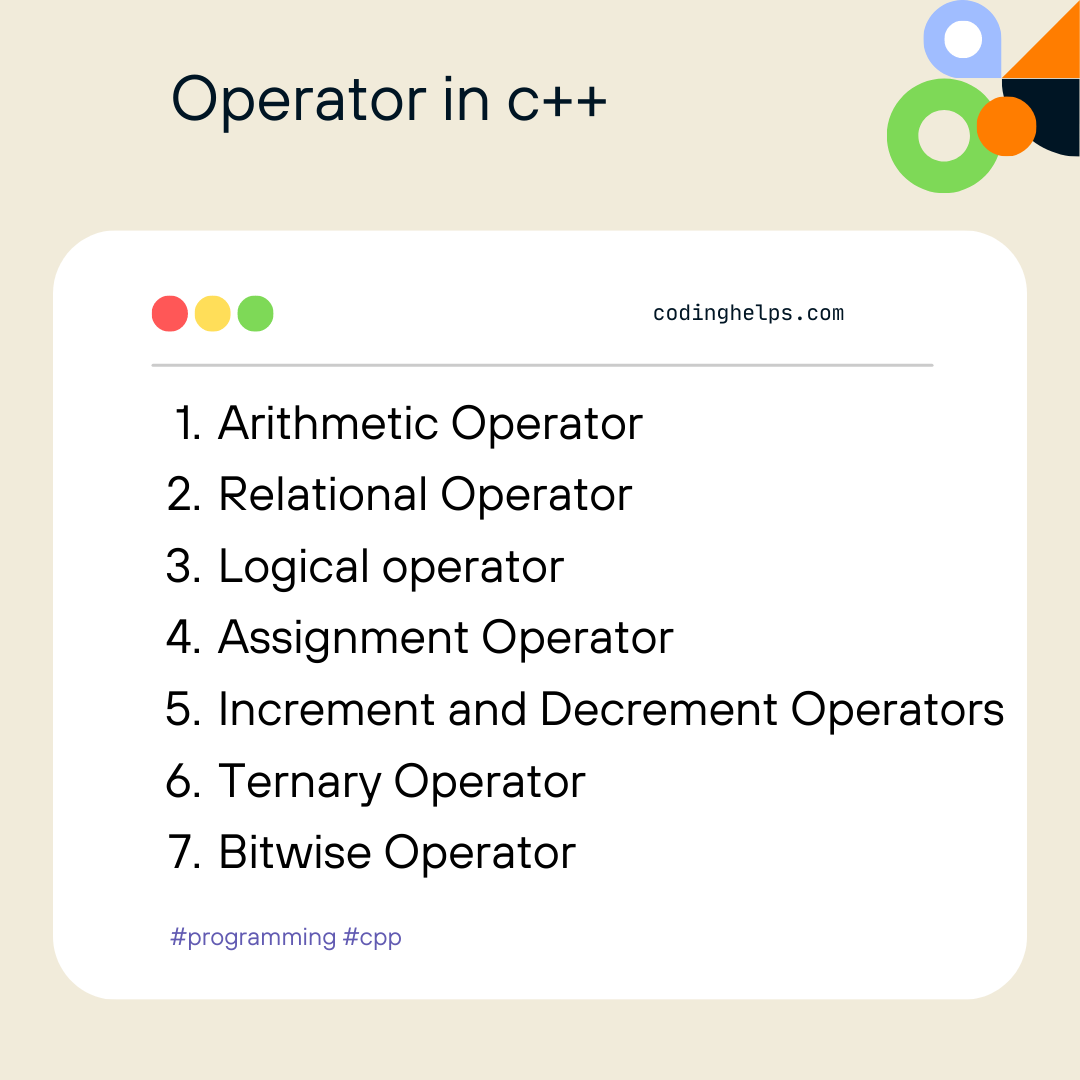 Operator in c++
codinghelps.com
1. Arithmetic Operator
2. Relational Operator
3. Logical operator
4. Assignment Operator
5. Increment and Decrement Operators
6. Ternary Operator
7. Bitwise Operator
#programming #cpp